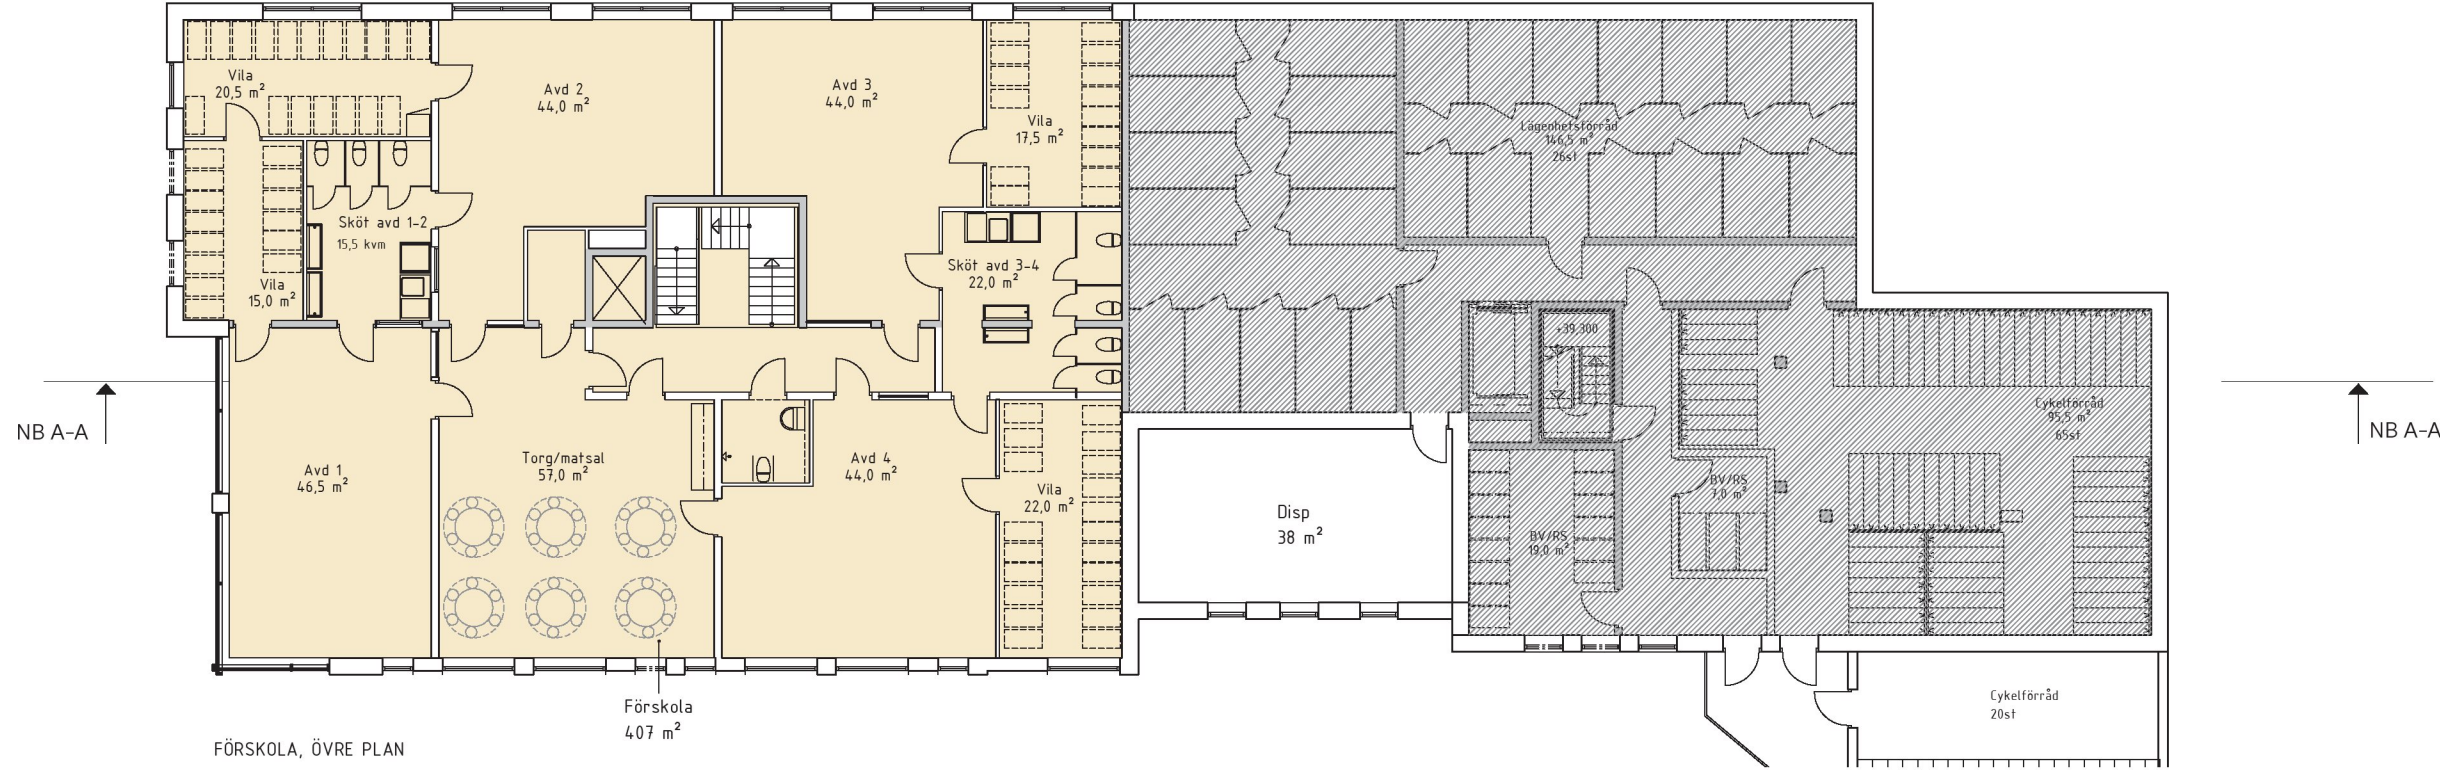 Vila
20,5 m²
Avd 2
44,0 m²
Avd 3
44,0 m²
Vila
17,5 m²
Lägenhetsförråd
146,5 m²
26st
Sköt avd 1-2
15,5 kvm
Vila
15,0 m²
Sköt avd 3-4
22,0 m²
+39,300
NB A-A
NB A-A
Cykelförråd
95,5 m²
65st
Avd 1
46,5 m²
Torg/matsal
57,0 m²
Avd 4
44,0 m²
Vila
22,0 m²
Disp
38 m²
BV/RS
7,0 m²
BV/RS
19,0 m²
Förskola
407 m²
Cykelförråd
20st
FÖRSKOLA, ÖVRE PLAN